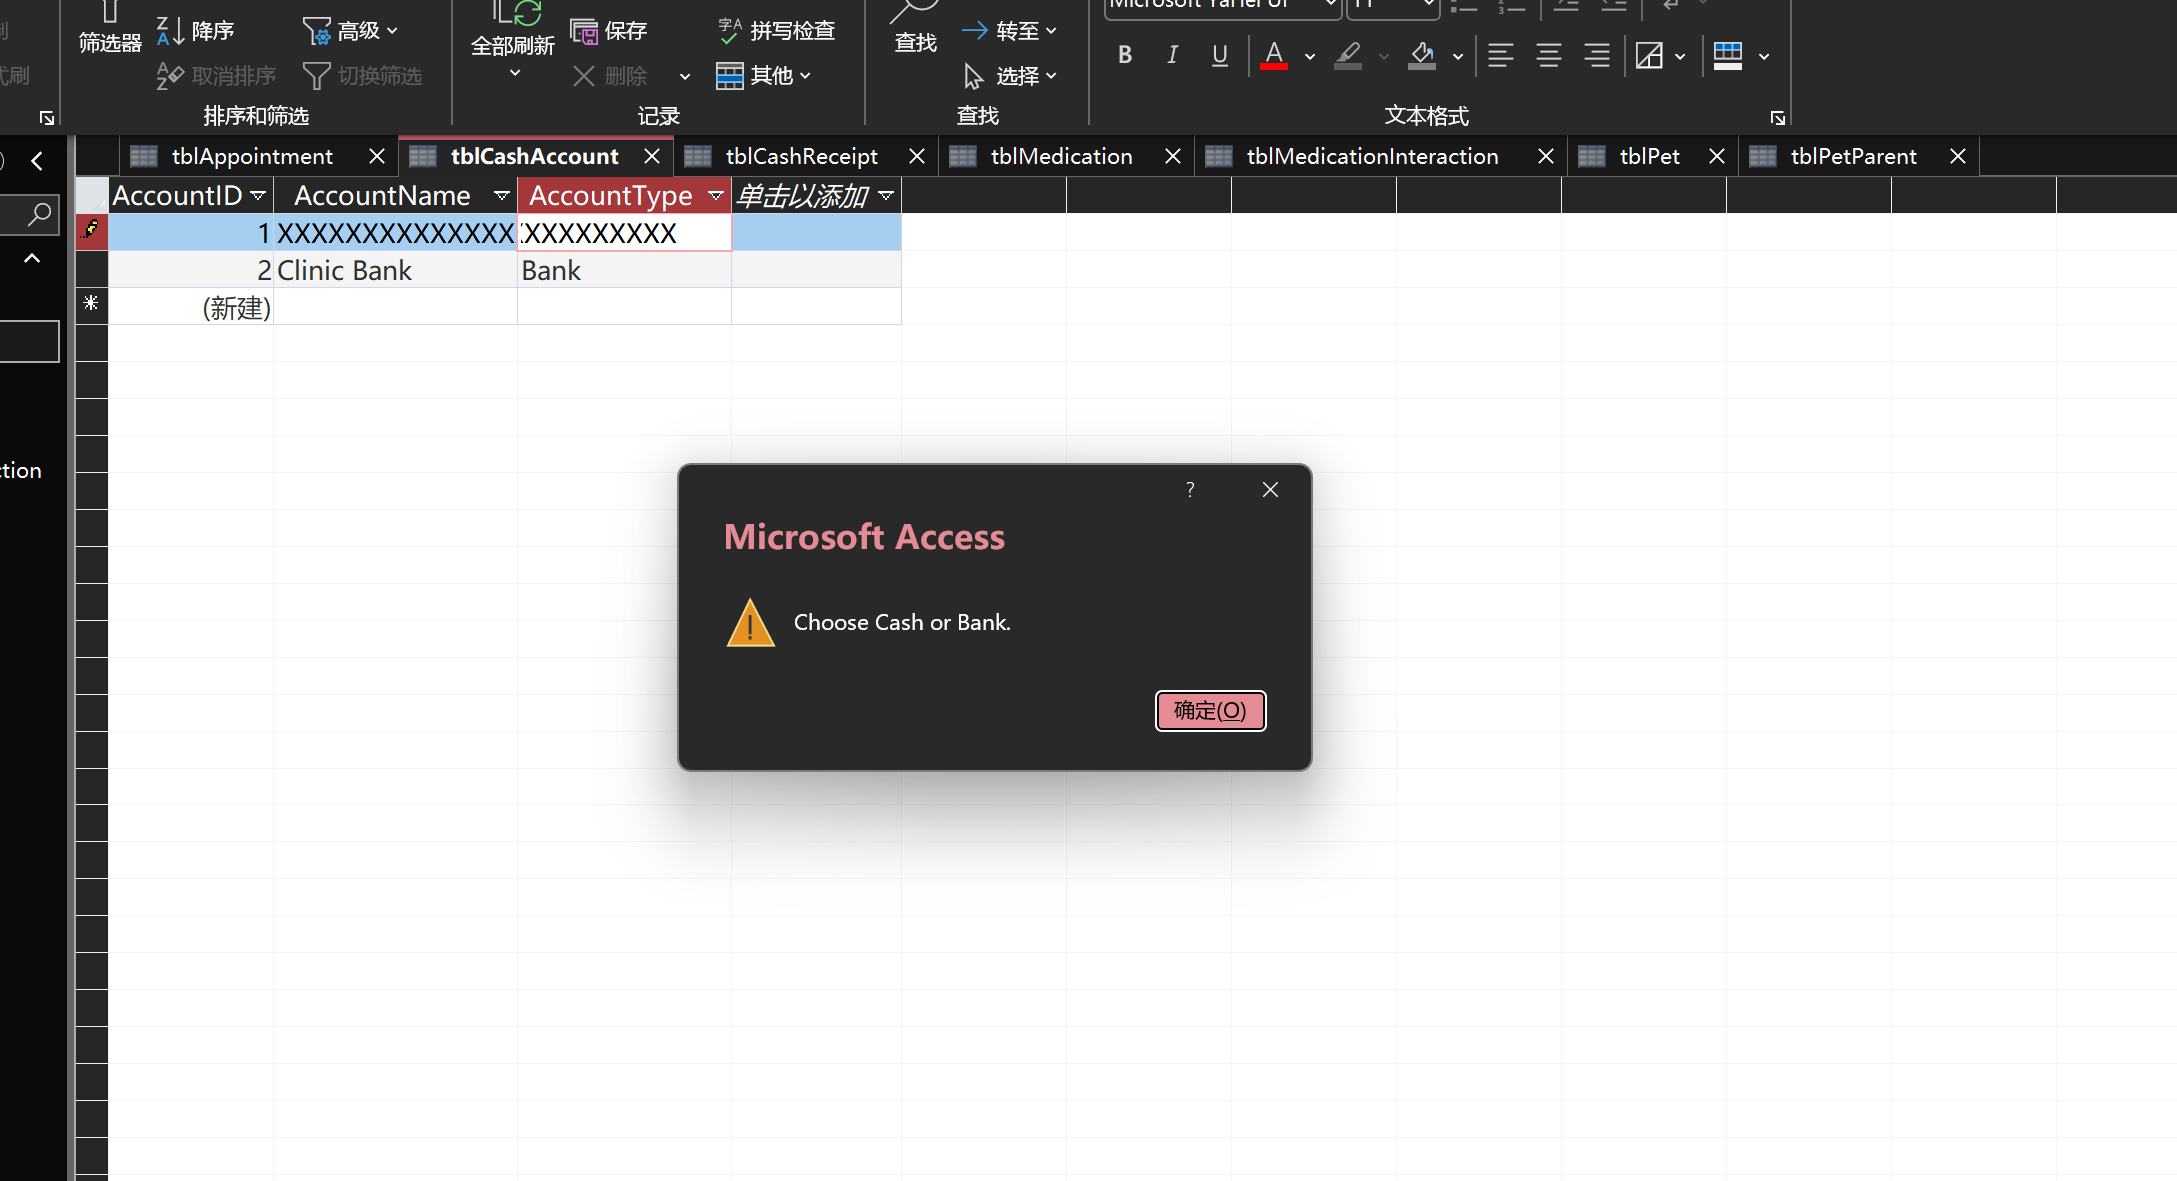 筛选器
降序
取消排序
高级
切换筛选
排序和筛选
全部刷新
保存
删除
拼写检查
其他
记录
查找
转至
选择
查找
B I U A
文本格式
tblAppointment
tblCashAccount
tblCashReceipt
tblMedication
tblMedicationInteraction
tblPet
tblPetParent
AccountID AccountName AccountType 单击以添加
1 XXXXXXXXXXXXXX XXXXXXXXX
2 Clinic Bank Bank
(新建)
ction
Microsoft Access
Choose Cash or Bank.
确定(O)